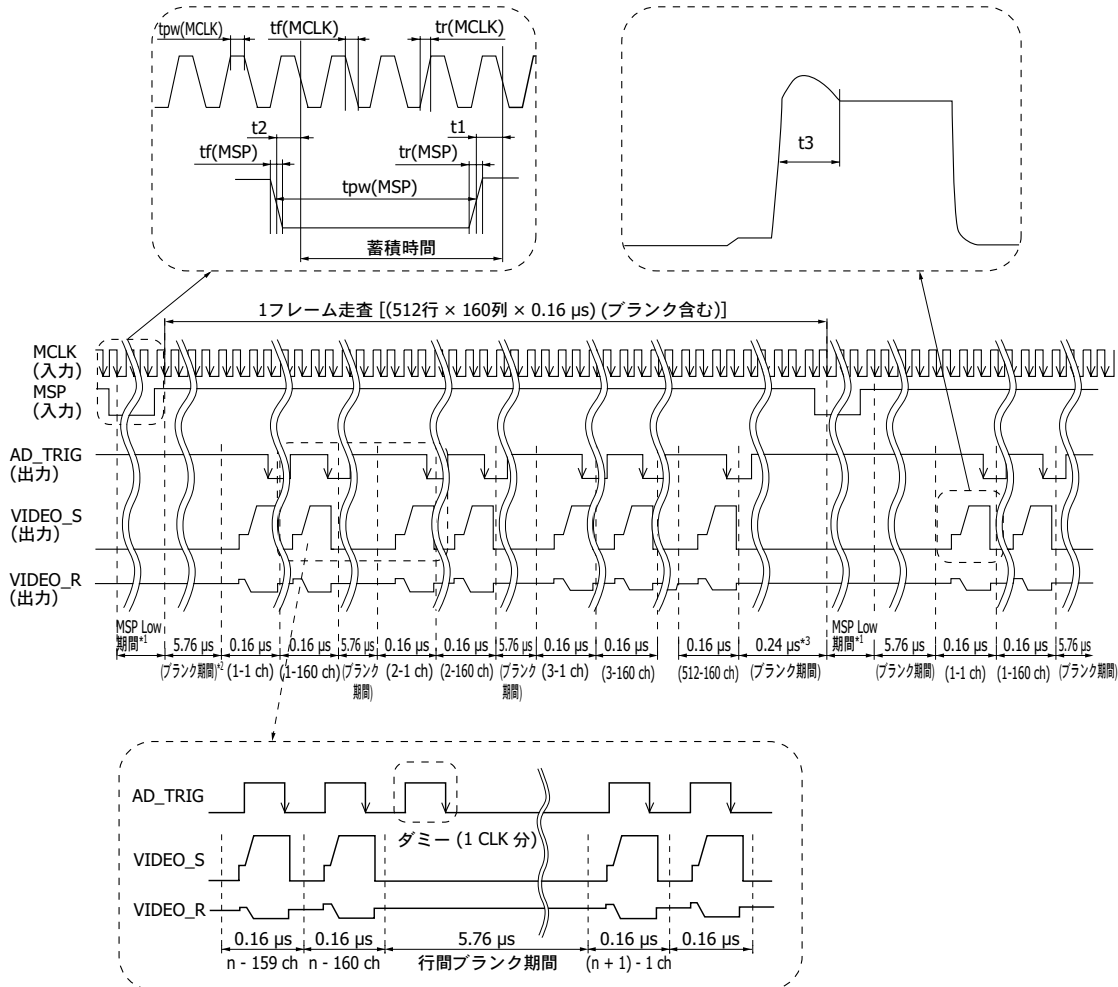 tpw(MCLK)
tf(MCLK)
tr(MCLK)
t2
t1
tf(MSP)
tr(MSP)
tpw(MSP)
蓄積時間
t3
1フレーム走査 [(512行 × 160列 × 0.16 µs) (ブランク含む)]
MCLK
(入力)
MSP
(入力)
AD_TRIG
(出力)
VIDEO_S
(出力)
VIDEO_R
(出力)
MSP Low
期間*1
5.76 µs
(ブランク期間)*2
0.16 µs
(1-1 ch)
0.16 µs
(1-160 ch)
5.76 µs
(ブランク
期間)
0.16 µs
(2-1 ch)
0.16 µs
(2-160 ch)
5.76 µs
(ブランク
期間)
0.16 µs
(3-1 ch)
0.16 µs
(3-160 ch)
0.16 µs
(512-160 ch)
0.24 µs*3
(ブランク期間)
MSP Low
期間*1
5.76 µs
(ブランク期間)
0.16 µs
(1-1 ch)
0.16 µs
(1-160 ch)
5.76 µs
(ブランク期間)
AD_TRIG
ダミー (1 CLK 分)
VIDEO_S
VIDEO_R
0.16 µs
n - 159 ch
0.16 µs
n - 160 ch
5.76 µs
行間ブランク期間
0.16 µs
(n + 1) - 1 ch
0.16 µs